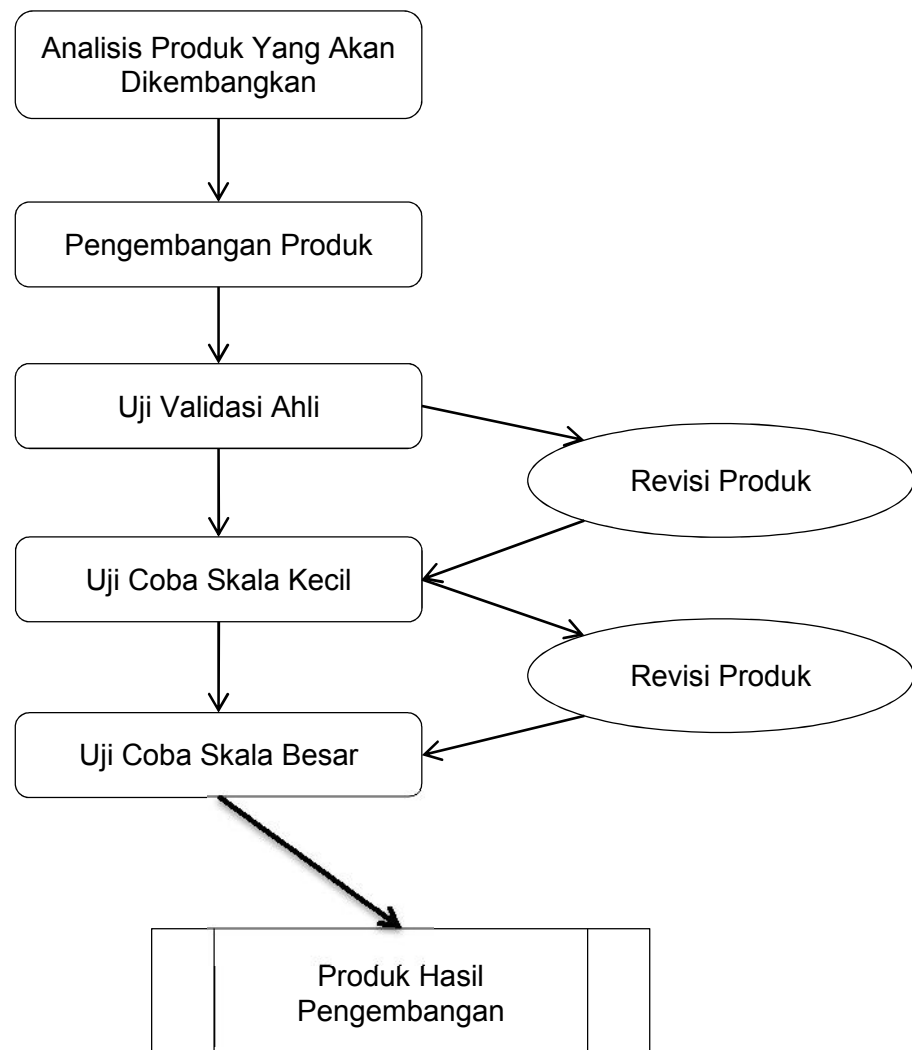 Analisis Produk Yang Akan
Dikembangkan
Pengembangan Produk
Uji Validasi Ahli
Revisi Produk
Uji Coba Skala Kecil
Revisi Produk
Uji Coba Skala Besar
Produk Hasil
Pengembangan